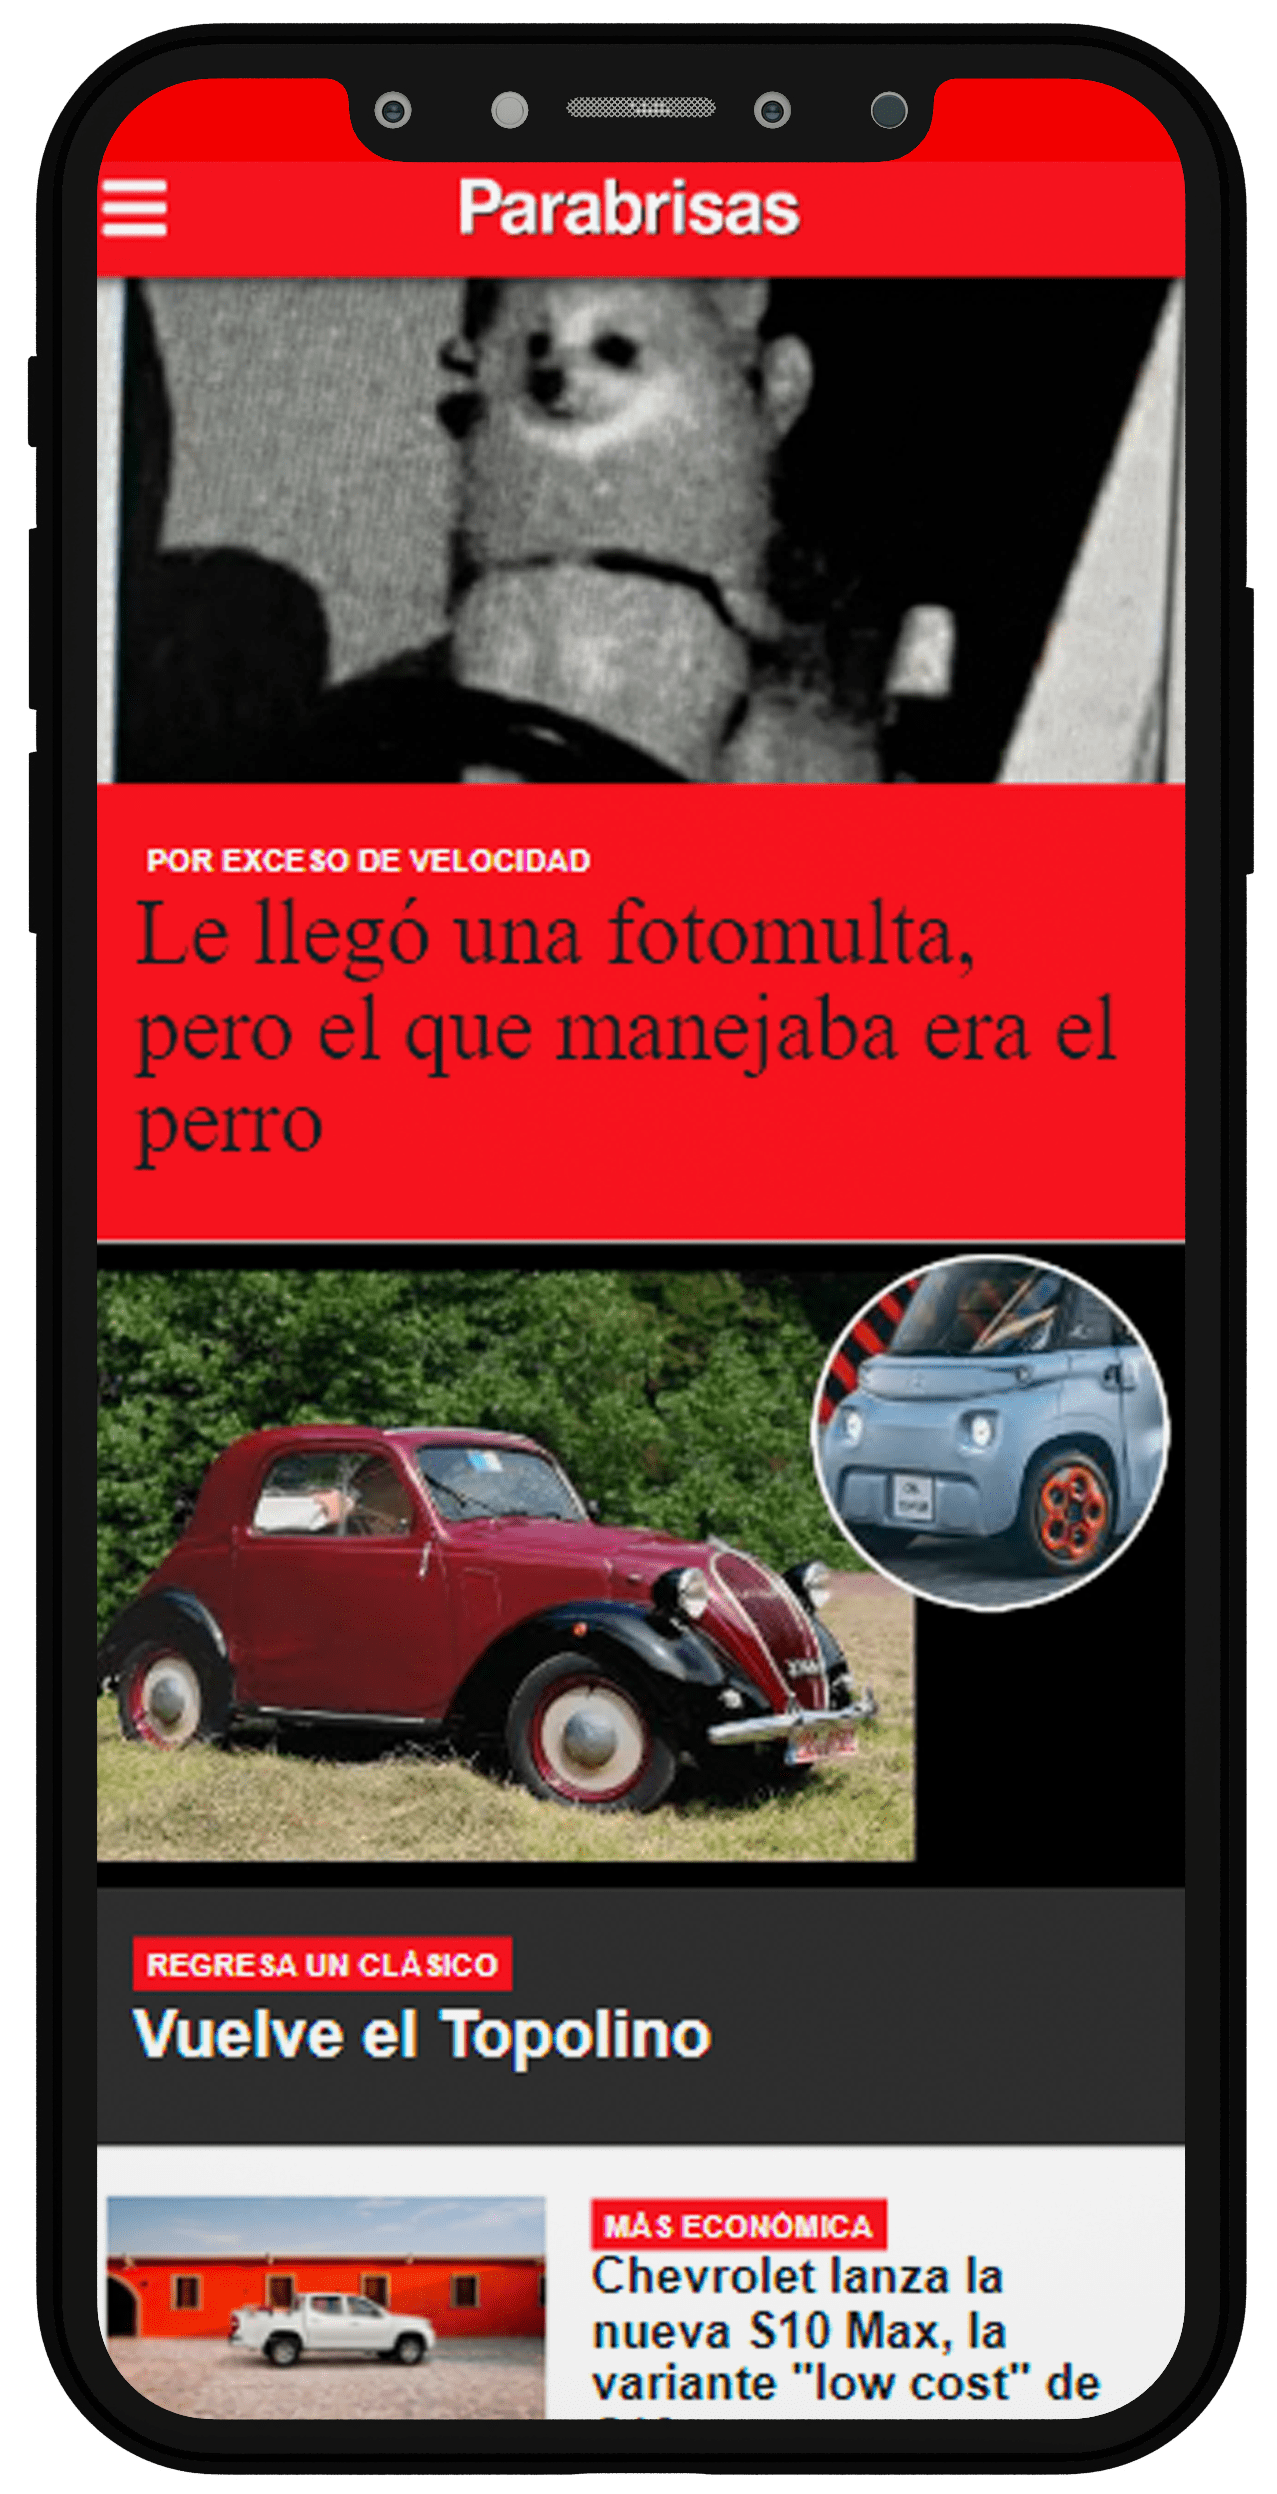 Parabrisas
POR EXCESO DE VELOCIDAD
Le llegó una fotomulta,
pero el que manejaba era el
perro
REGRESA UN CLÁSICO
Vuelve el Topolino
MÁS ECONÓMICA
Chevrolet lanza la
nueva S10 Max, la
variante "low cost" de